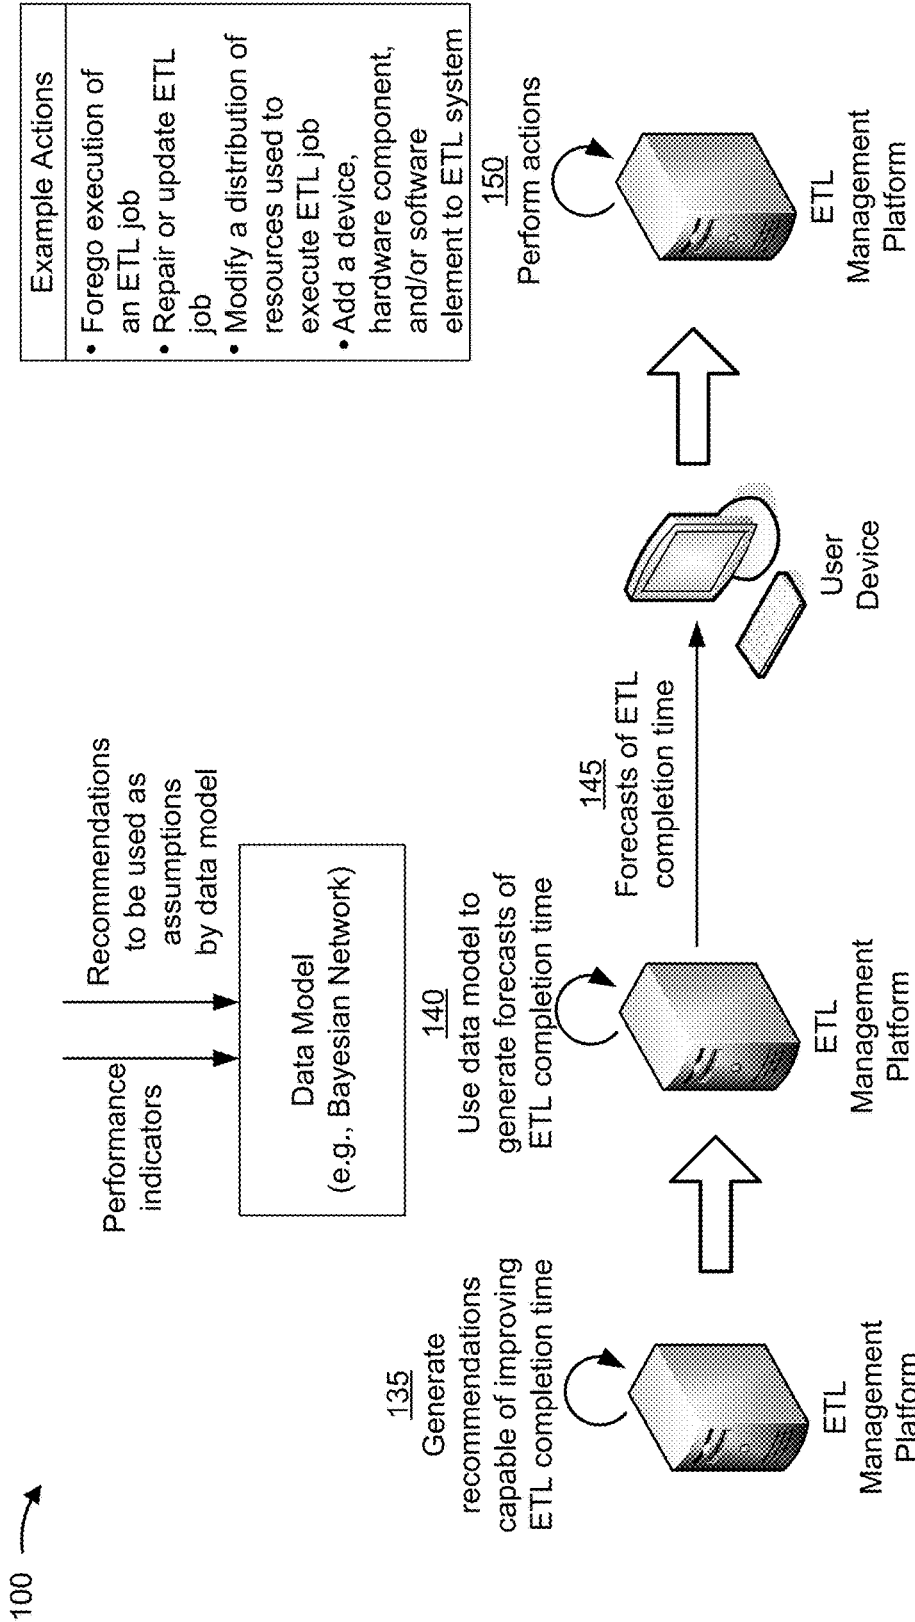 100
135
Generate
recommendations
capable of improving
ETL completion time
ETL
Management
Platform
Performance
indicators
Recommendations
to be used as
assumptions
by data model
Data Model
(e.g., Bayesian Network)
140
Use data model to
generate forecasts of
ETL completion time
ETL
Management
Platform
145
Forecasts of ETL
completion time
User
Device
Example Actions
• Forego execution of
an ETL job
• Repair or update ETL
job
• Modify a distribution of
resources used to
execute ETL job
• Add a device,
hardware component,
and/or software
element to ETL system
150
Perform actions
ETL
Management
Platform